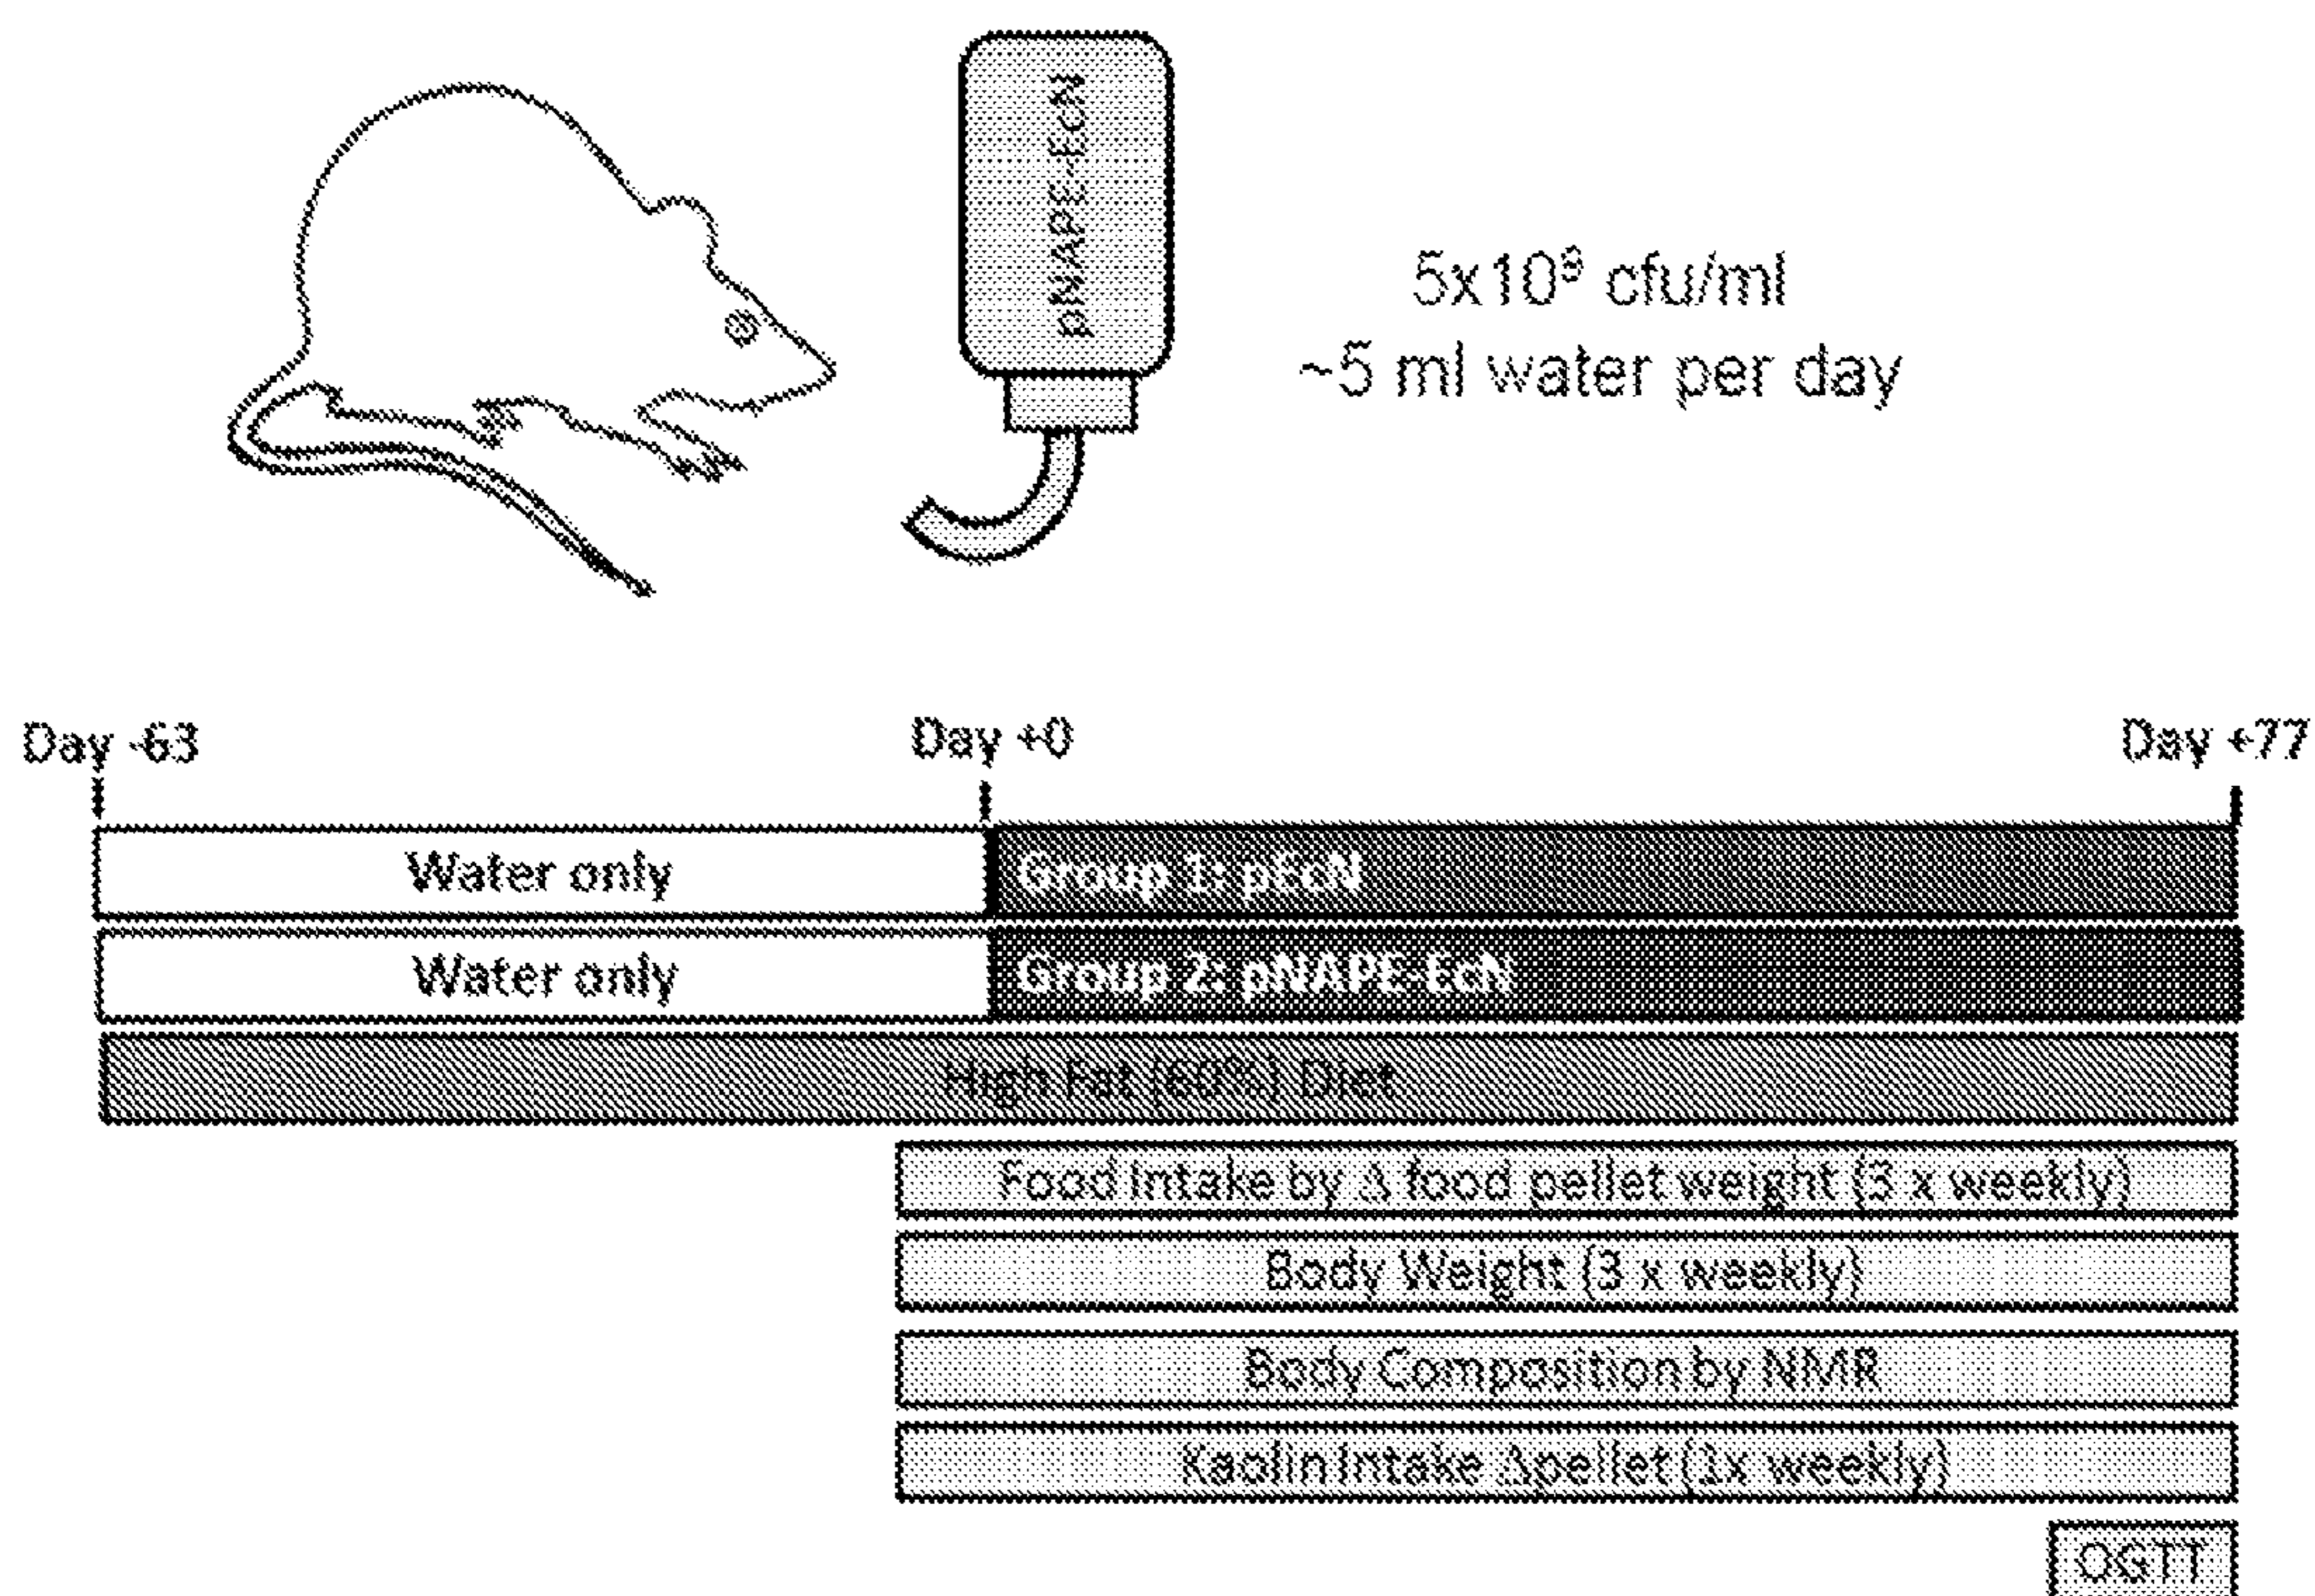 pNAPE-EcN
5x10⁹ cfu/ml
~5 ml water per day
Day -63 Day +0 Day +77
Water only Group 1: pEcN
Water only Group 2: pNAPE-EcN
High Fat (60%) Diet
Food Intake by Δ food pellet weight (3 x weekly)
Body Weight (3 x weekly)
Body Composition by NMR
Kaolin Intake Δpellet (1x weekly)
OGTT